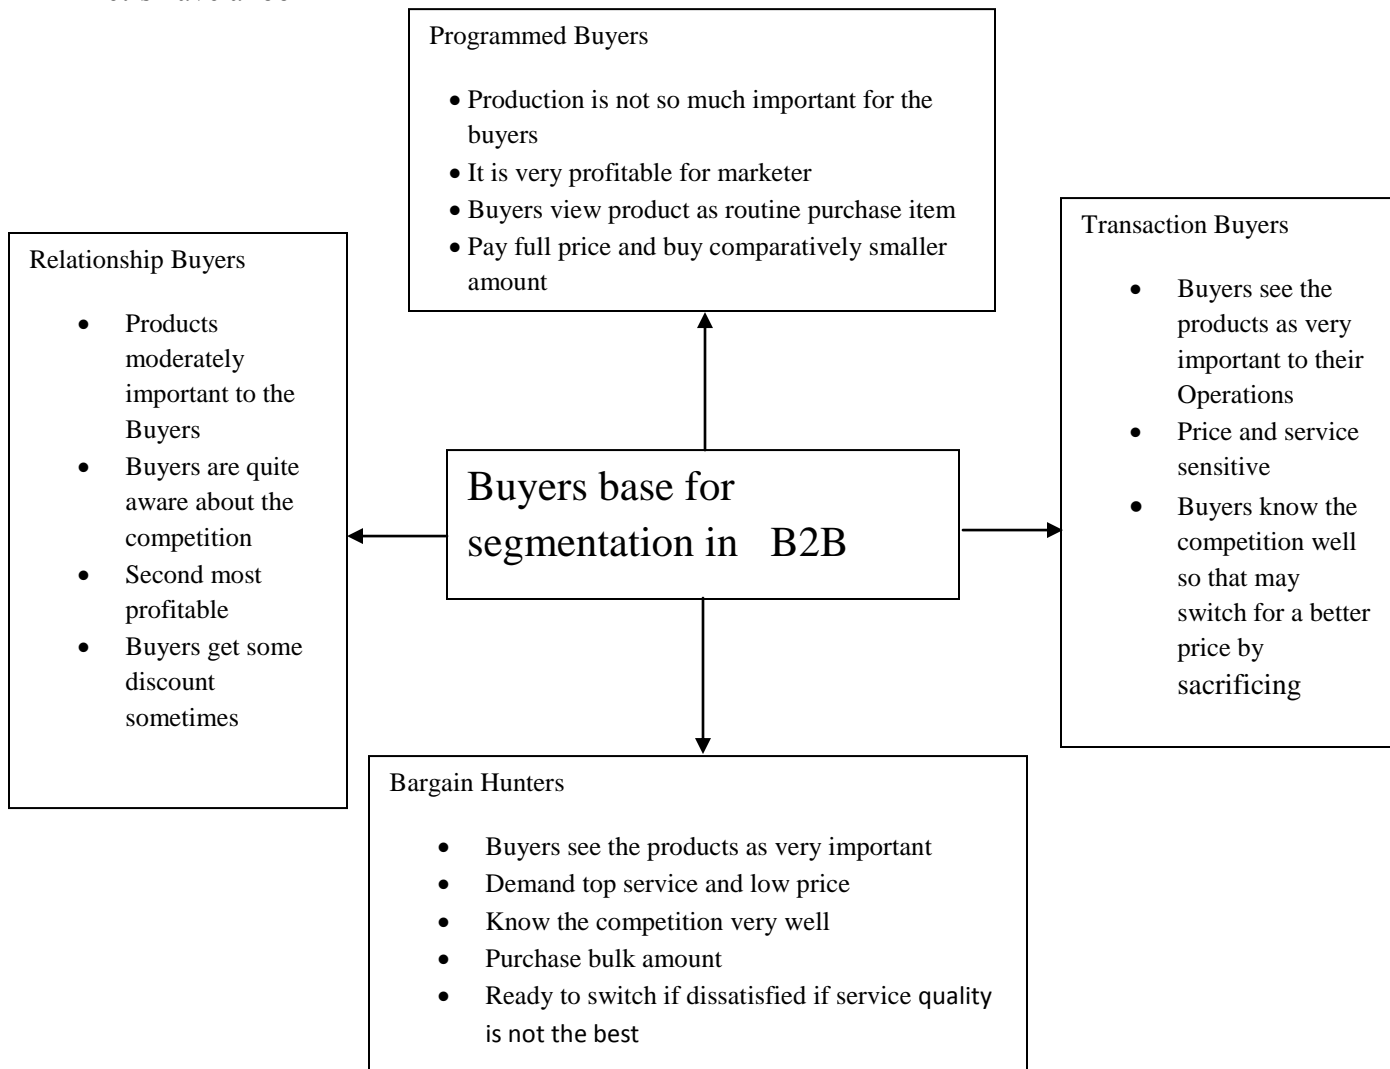 Programmed Buyers
• Production is not so much important for the
buyers
• It is very profitable for marketer
• Buyers view product as routine purchase item
• Pay full price and buy comparatively smaller
amount
Relationship Buyers
• Products
moderately
important to the
Buyers
• Buyers are quite
aware about the
competition
• Second most
profitable
• Buyers get some
discount
sometimes
Buyers base for
segmentation in B2B
Transaction Buyers
• Buyers see the
products as very
important to their
Operations
• Price and service
sensitive
• Buyers know the
competition well
so that may
switch for a better
price by
sacrificing
Bargain Hunters
• Buyers see the products as very important
• Demand top service and low price
• Know the competition very well
• Purchase bulk amount
• Ready to switch if dissatisfied if service quality
is not the best